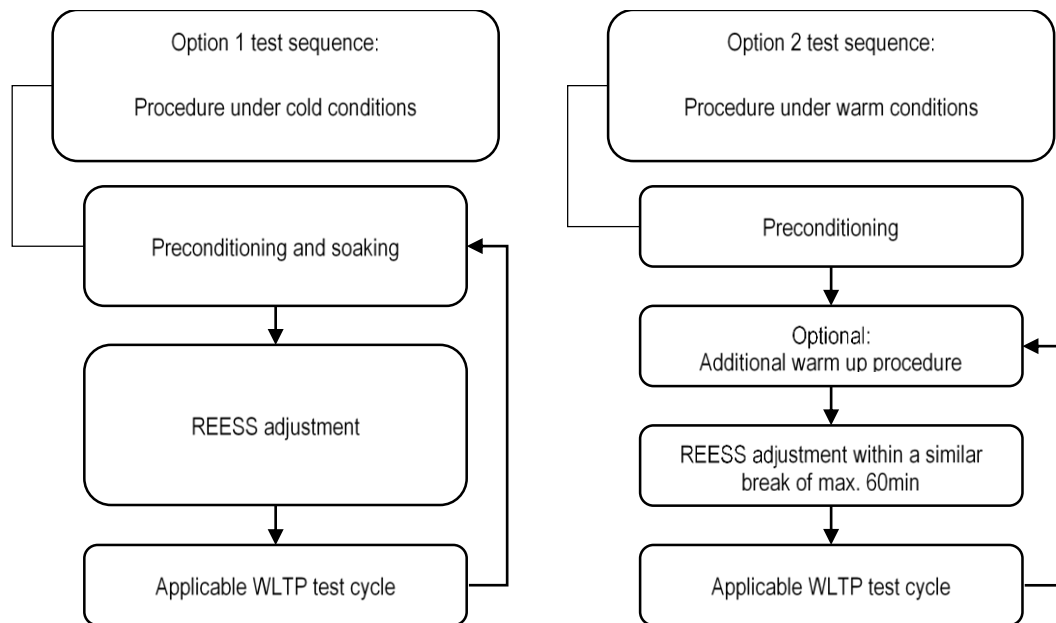 Option 1 test sequence:
Procedure under cold conditions
Preconditioning and soaking
REESS adjustment
Applicable WLTP test cycle
Option 2 test sequence:
Procedure under warm conditions
Preconditioning
Optional:
Additional warm up procedure
REESS adjustment within a similar
break of max. 60min
Applicable WLTP test cycle